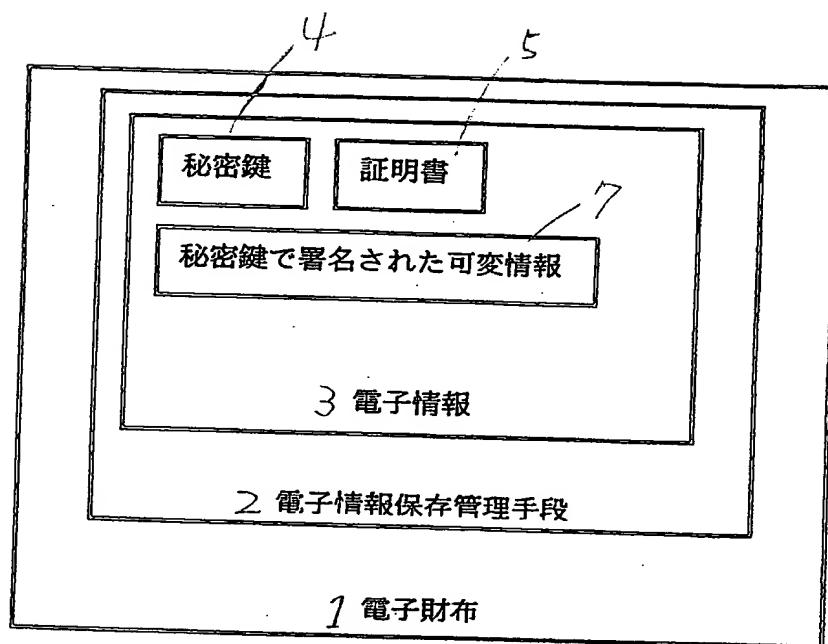 4 5
秘密鍵 証明書
7
秘密鍵で署名された可変情報
3 電子情報
2 電子情報保存管理手段
1 電子財布